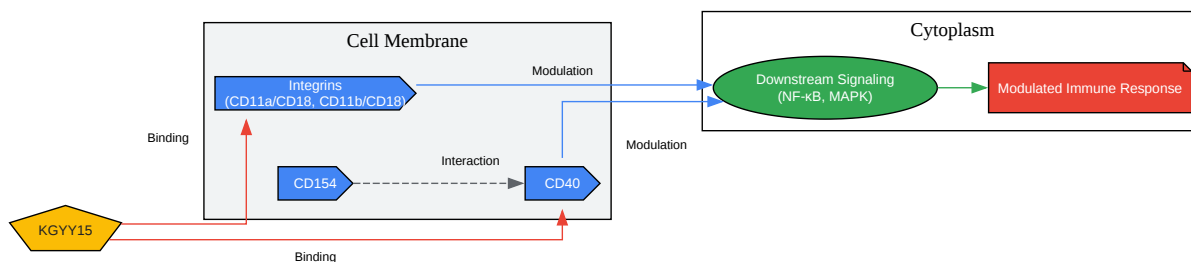 Cell Membrane
Cytoplasm
Integrins
(CD11a/CD18, CD11b/CD18)
Modulation
Downstream Signaling
(NF-κB, MAPK)
Modulated Immune Response
Binding
Interaction
Modulation
CD154
CD40
KGYY15
Binding